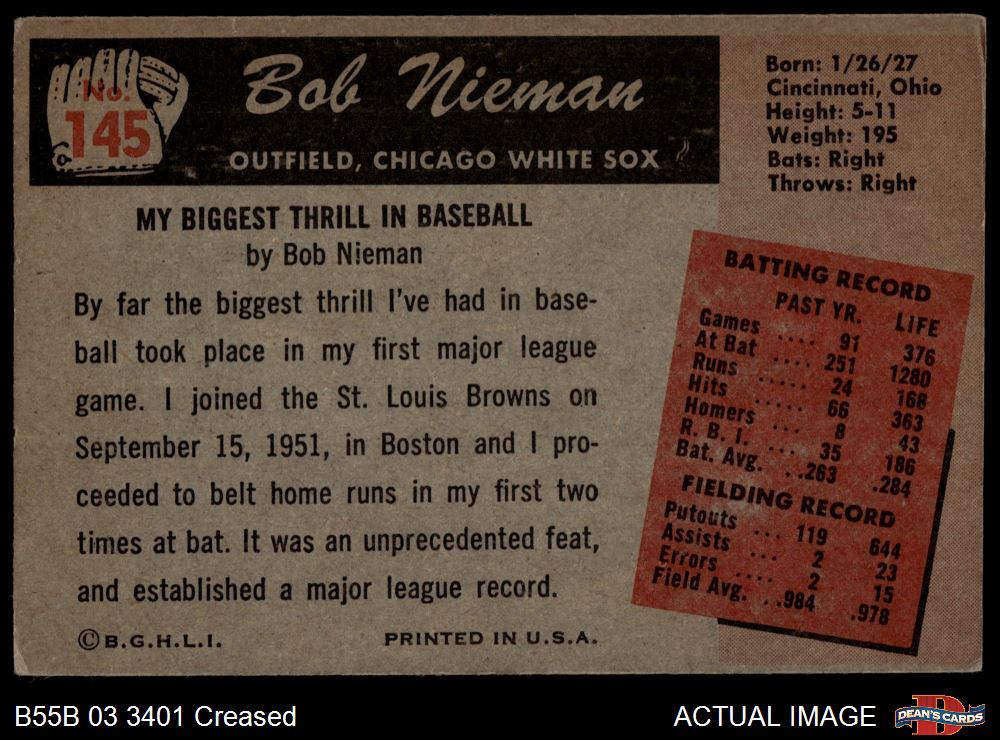 No.
145
Bob Nieman
OUTFIELD, CHICAGO WHITE SOX
Born: 1/26/27
Cincinnati, Ohio
Height: 5-11
Weight: 195
Bats: Right
Throws: Right
MY BIGGEST THRILL IN BASEBALL
by Bob Nieman
By far the biggest thrill I've had in base-
ball took place in my first major league
game. I joined the St. Louis Browns on
September 15, 1951, in Boston and I pro-
ceeded to belt home runs in my first two
times at bat. It was an unprecedented feat,
and established a major league record.
©B.G.H.L.I. PRINTED IN U.S.A.
BATTING RECORD
PAST YR. LIFE
Games .... 91 376
At Bat .... 251 1280
Runs ..... 24 168
Hits ..... 66 363
Homers ... 8 43
R. B. I. ... 35 186
Bat. Avg. ..263 .284
FIELDING RECORD
Putouts ... 119 644
Assists ... 2 23
Errors .... 2 15
Field Avg. ..984 .978
B55B 03 3401 Creased
ACTUAL IMAGE
D
DEAN'S CARDS